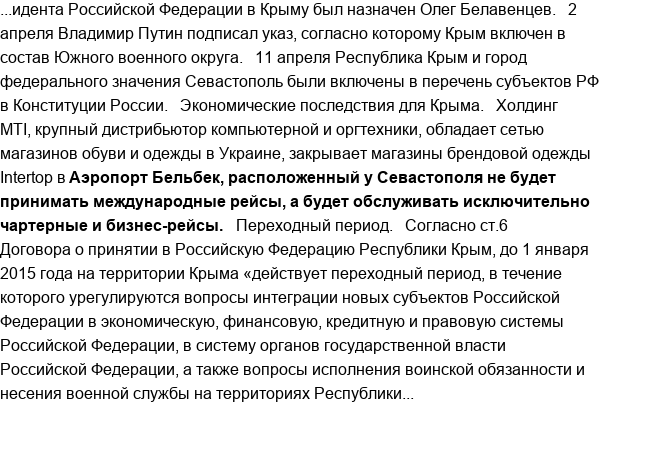 ...идента Российской Федерации в Крыму был назначен Олег Белавенцев.   2
апреля Владимир Путин подписал указ, согласно которому Крым включен в
состав Южного военного округа.   11 апреля Республика Крым и город
федерального значения Севастополь были включены в перечень субъектов РФ
в Конституции России.   Экономические последствия для Крыма.   Холдинг
MTI, крупный дистрибьютор компьютерной и оргтехники, обладает сетью
магазинов обуви и одежды в Украине, закрывает магазины брендовой одежды
Intertop в Аэропорт Бельбек, расположенный у Севастополя не будет
принимать международные рейсы, а будет обслуживать исключительно
чартерные и бизнес-рейсы.   Переходный период.   Согласно ст.6
Договора о принятии в Российскую Федерацию Республики Крым, до 1 января
2015 года на территории Крыма «действует переходный период, в течение
которого урегулируются вопросы интеграции новых субъектов Российской
Федерации в экономическую, финансовую, кредитную и правовую системы
Российской Федерации, в систему органов государственной власти
Российской Федерации, а также вопросы исполнения воинской обязанности и
несения военной службы на территориях Республики...